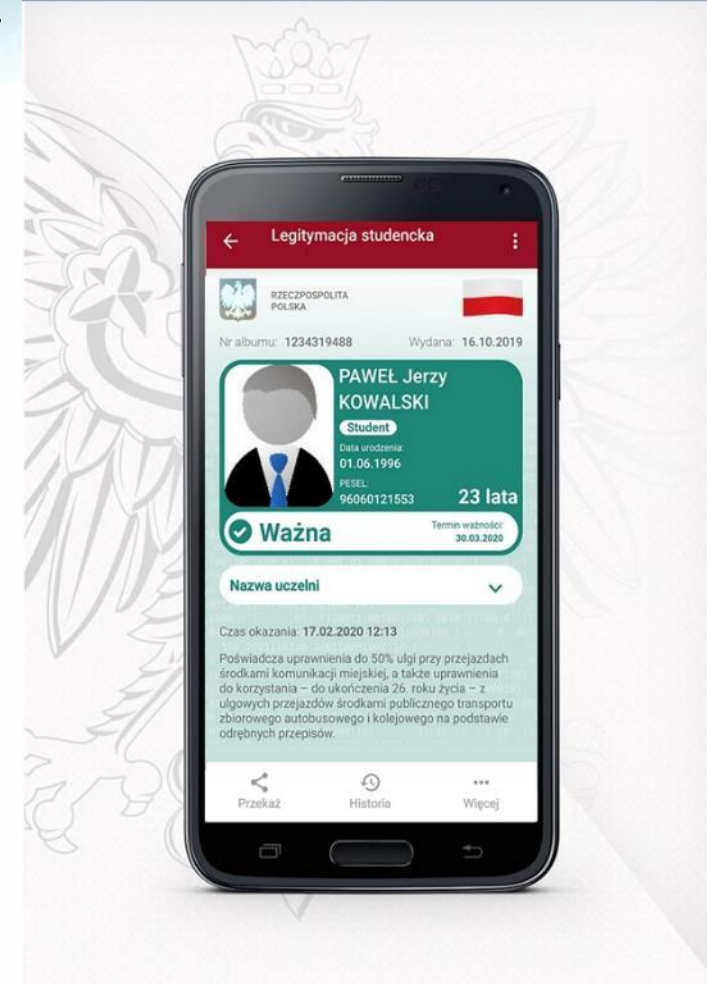 Legitymacja studencka
RZECZPOSPOLITA
POLSKA
Nr albumu: 1234319488 Wydana: 16.10.2019
PAWEŁ Jerzy
KOWALSKI
Student
Data urodzenia:
01.06.1996
PESEL:
96060121553
23 lata
Ważna
Termin ważności:
30.03.2020
Nazwa uczelni
Czas okazania: 17.02.2020 12:13
Poświadcza uprawnienia do 50% ulgi przy przejazdach
środkami komunikacji miejskiej, a także uprawnienia
do korzystania – do ukończenia 26. roku życia – z
ulgowych przejazdów środkami publicznego transportu
zbiorowego autobusowego i kolejowego na podstawie
odrębnych przepisów.
Przekaż Historia Więcej